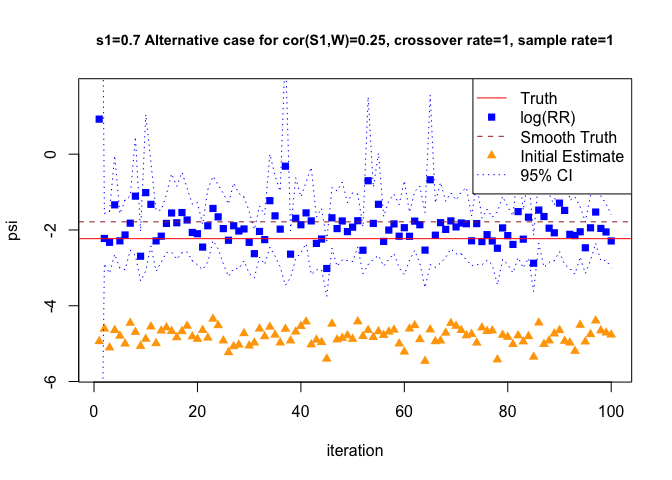 s1=0.7 Alternative case for cor(S1,W)=0.25, crossover rate=1, sample rate=1
Truth
log(RR)
Smooth Truth
Initial Estimate
95% CI
psi
0
-2
-4
-6
0 20 40 60 80 100
iteration